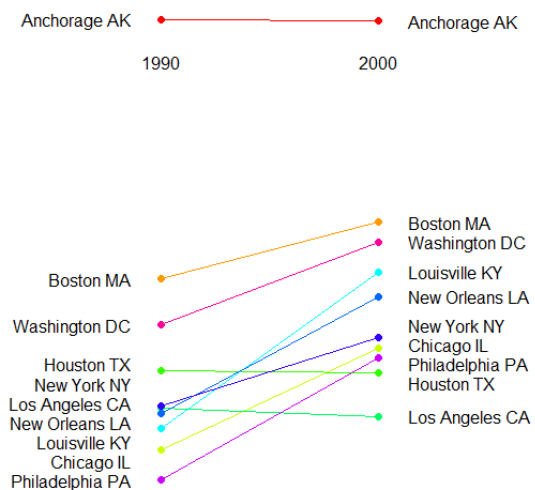 Anchorage AK
Anchorage AK
1990
2000
Boston MA
Washington DC
Houston TX
New York NY
Los Angeles CA
New Orleans LA
Louisville KY
Chicago IL
Philadelphia PA
Boston MA
Washington DC
Louisville KY
New Orleans LA
New York NY
Chicago IL
Philadelphia PA
Houston TX
Los Angeles CA